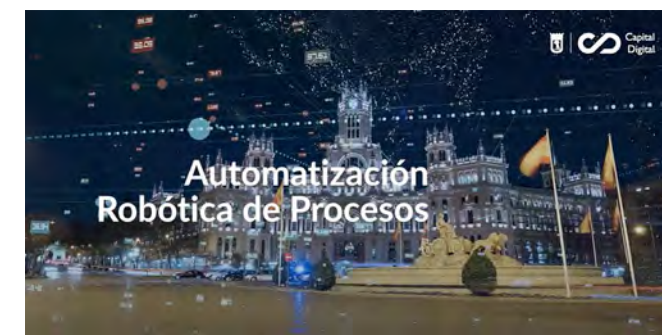 Capital
Digital
Automatización
Robótica de Procesos